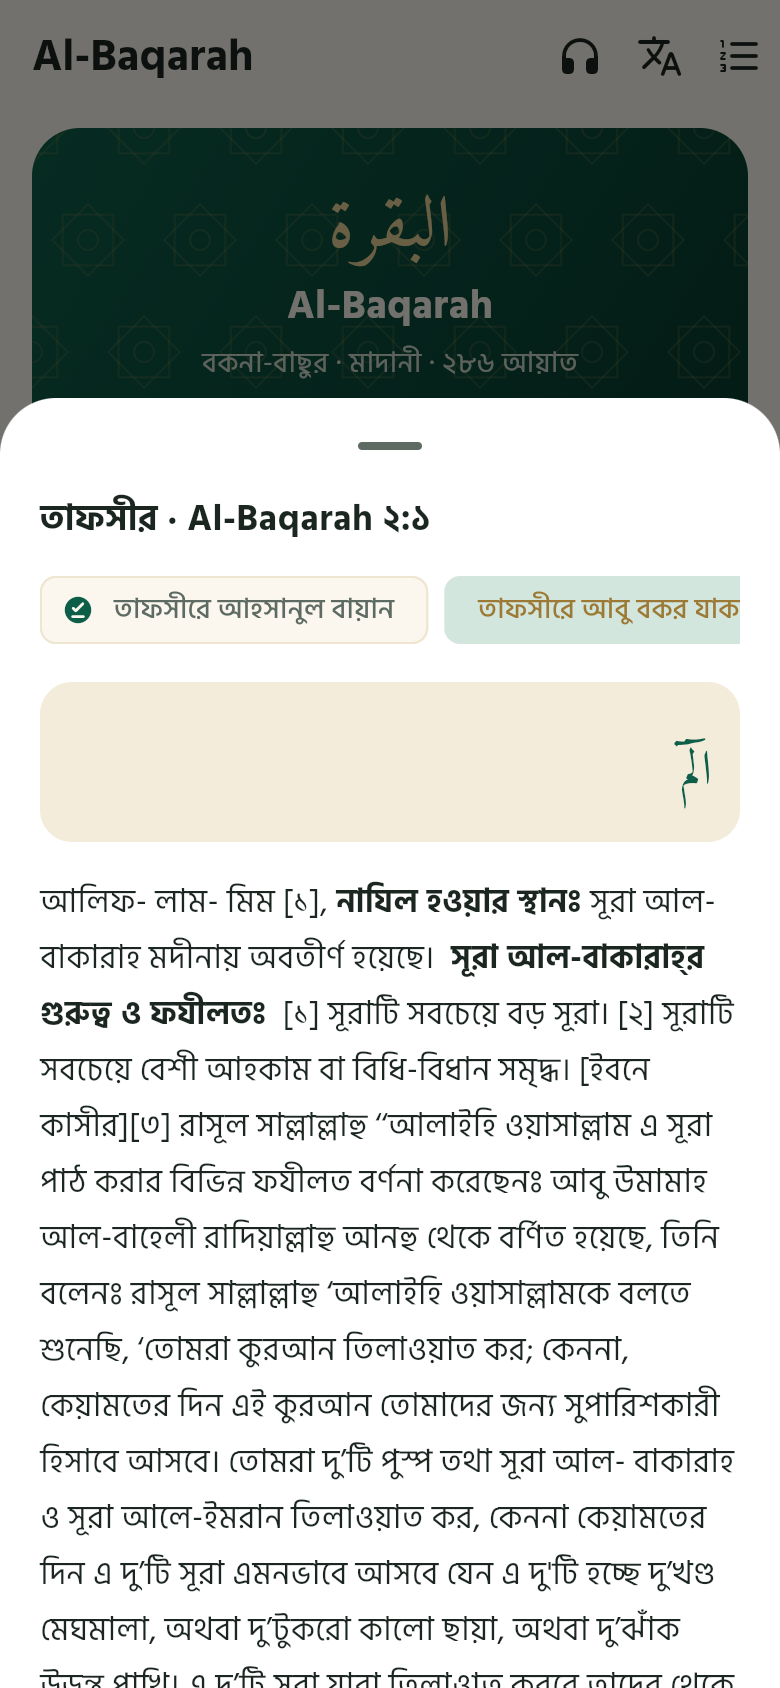 Al-Baqarah
البقرة
Al-Baqarah
বকনা-বাছুর · মাদানী · ২৮৬ আয়াত
তাফসীর · Al-Baqarah ২:১
তাফসীরে আহসানুল বায়ান
তাফসীরে আবু বকর যাক
الٓمٓ
আলিফ- লাম- মিম [১], নাযিল হওয়ার স্থানঃ সূরা আল-
বাকারাহ মদীনায় অবতীর্ণ হয়েছে। সূরা আল-বাকারাহ্‌র
গুরুত্ব ও ফযীলতঃ [১] সূরাটি সবচেয়ে বড় সূরা। [২] সূরাটি
সবচেয়ে বেশী আহকাম বা বিধি-বিধান সমৃদ্ধ। [ইবনে
কাসীর][৩] রাসূল সাল্লাল্লাহু “আলাইহি ওয়াসাল্লাম এ সূরা
পাঠ করার বিভিন্ন ফযীলত বর্ণনা করেছেনঃ আবু উমামাহ
আল-বাহেলী রাদিয়াল্লাহু আনহু থেকে বর্ণিত হয়েছে, তিনি
বলেনঃ রাসূল সাল্লাল্লাহু ‘আলাইহি ওয়াসাল্লামকে বলতে
শুনেছি, ‘তোমরা কুরআন তিলাওয়াত কর; কেননা,
কেয়ামতের দিন এই কুরআন তোমাদের জন্য সুপারিশকারী
হিসাবে আসবে। তোমরা দু’টি পুস্প তথা সূরা আল- বাকারাহ
ও সূরা আলে-ইমরান তিলাওয়াত কর, কেননা কেয়ামতের
দিন এ দু’টি সূরা এমনভাবে আসবে যেন এ দু'টি হচ্ছে দু’খণ্ড
মেঘমালা, অথবা দু’টুকরো কালো ছায়া, অথবা দু’ঝাঁক
উড়ন্ত পাখি। এ দু’টি সূরা যারা তিলাওাত করবে তাদের থেকে